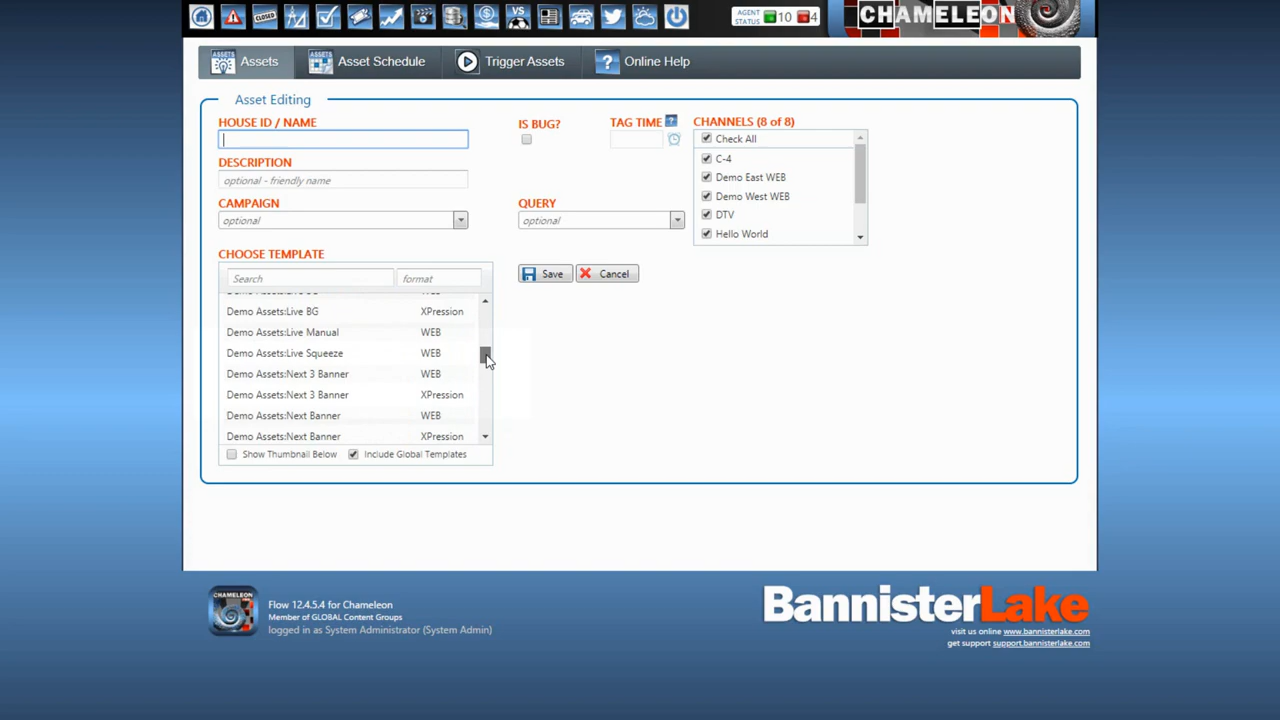 CLOSED
VS
AGENT
STATUS
10
4
CHAMELEON
ASSETS
Assets
ASSETS
Asset Schedule
Trigger Assets
?
Online Help
Asset Editing
HOUSE ID / NAME
IS BUG?
TAG TIME
?
CHANNELS (8 of 8)
Check All
DESCRIPTION
optional - friendly name
C-4
Demo East WEB
Demo West WEB
DTV
Hello World
CAMPAIGN
optional
QUERY
optional
CHOOSE TEMPLATE
Search
format
Save
Cancel
Demo Assets:Live BG
XPression
Demo Assets:Live Manual
WEB
Demo Assets:Live Squeeze
WEB
Demo Assets:Next 3 Banner
WEB
Demo Assets:Next 3 Banner
XPression
Demo Assets:Next Banner
WEB
Demo Assets:Next Banner
XPression
Show Thumbnail Below
Include Global Templates
CHAMELEON
Flow 12.4.5.4 for Chameleon
Member of GLOBAL Content Groups
logged in as System Administrator (System Admin)
BannisterLake
visit us online www.bannisterlake.com
get support support.bannisterlake.com